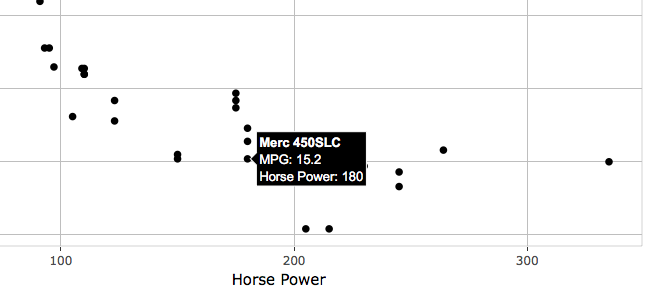 Merc 450SLC
MPG: 15.2
Horse Power: 180
100 200 300
Horse Power